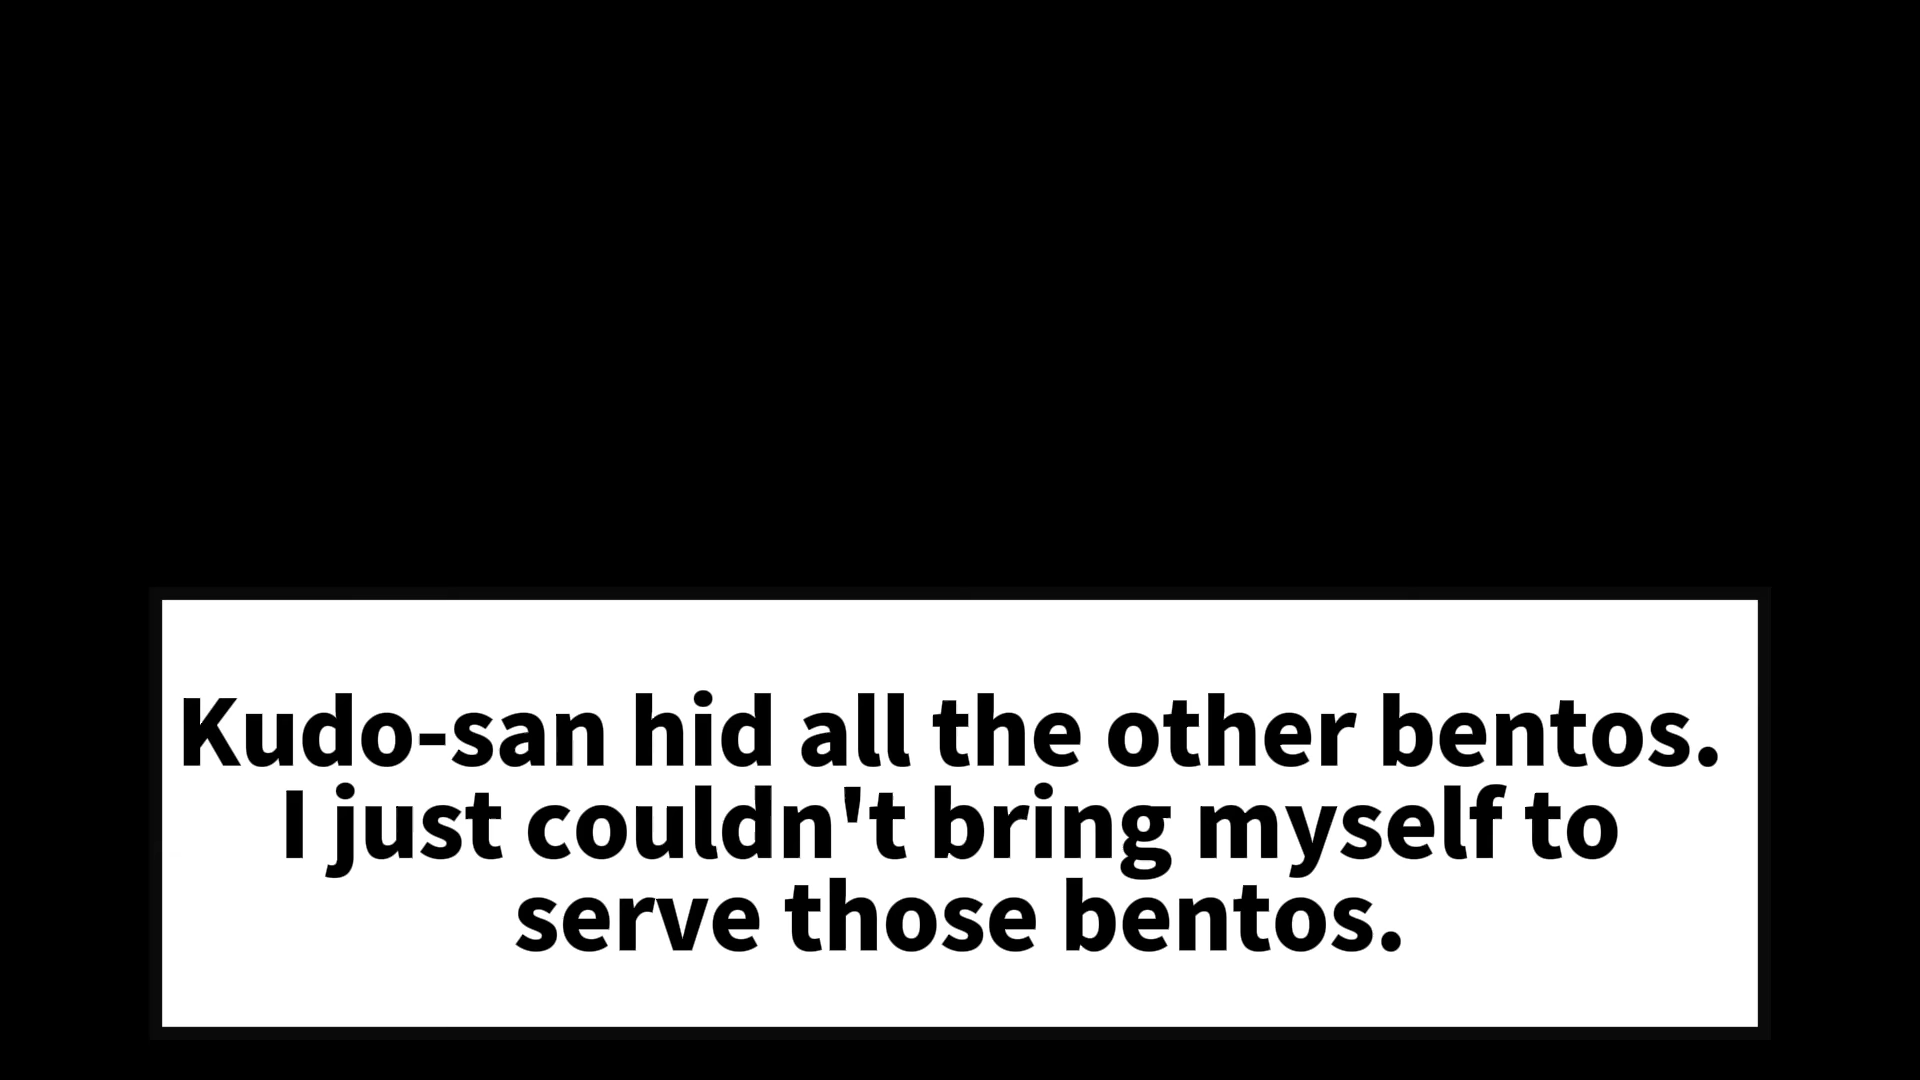 Kudo-san hid all the other bentos.
I just couldn't bring myself to
serve those bentos.